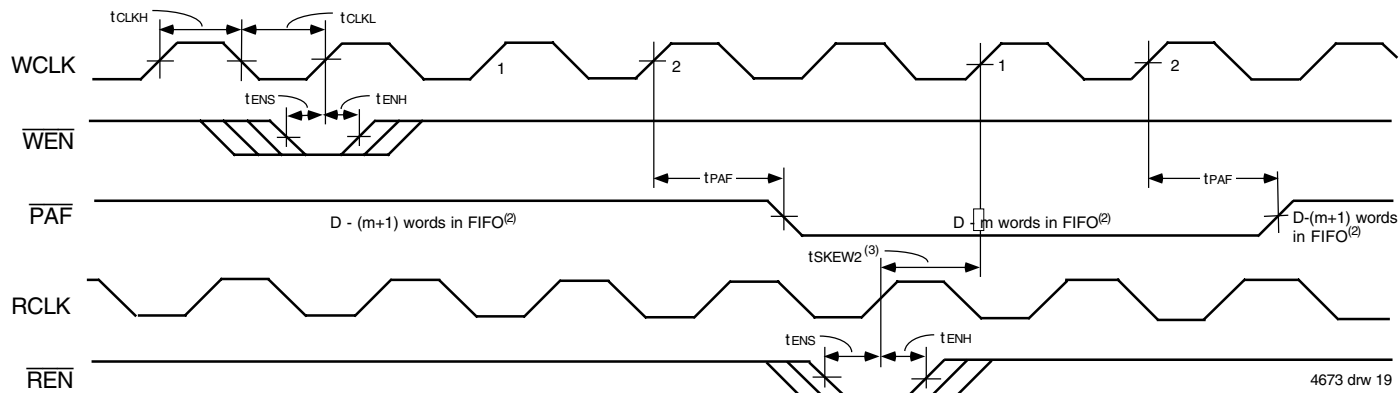 tCLKH
tCLKL
WCLK
1
2
1
2
tENS
tENH
WEN
tPAF
tPAF
PAF
D - (m+1) words in FIFO(2)
D - m words in FIFO(2)
D-(m+1) words
in FIFO(2)
tSKEW2(3)
RCLK
tENS
tENH
REN
4673 drw 19